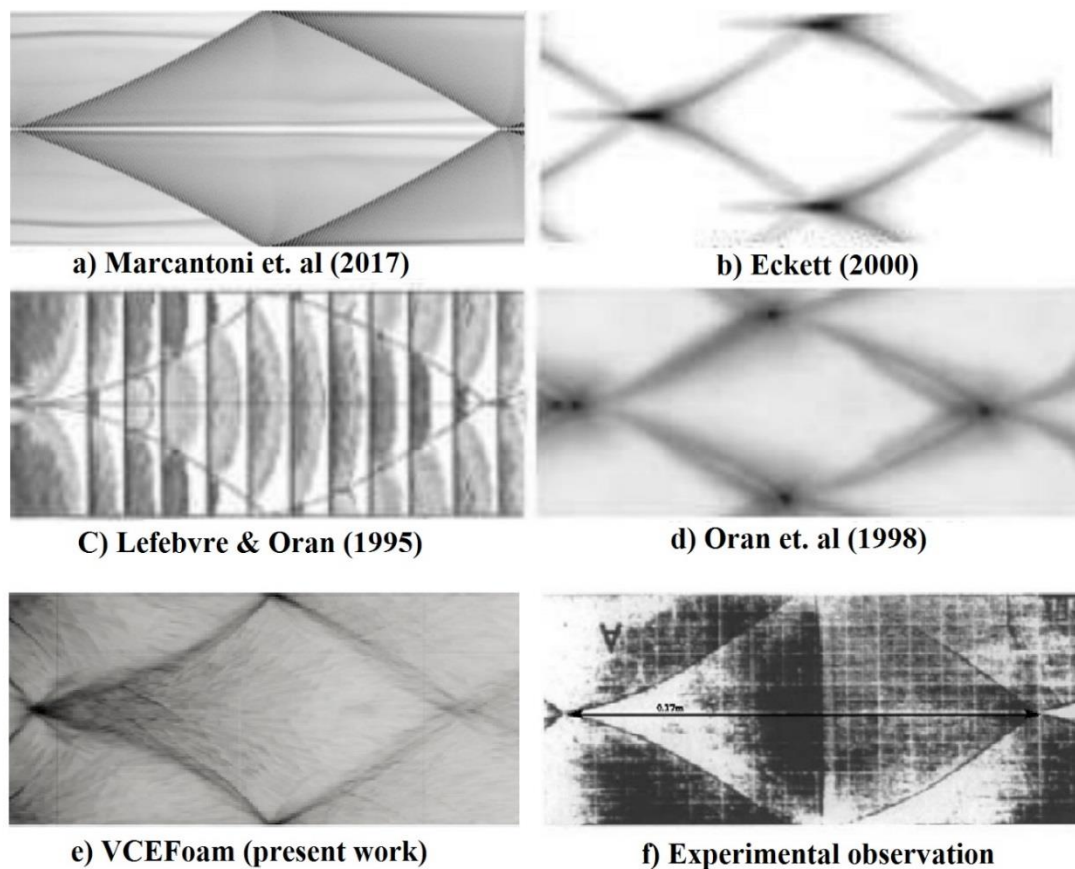 a) Marcantoni et. al (2017)
b) Eckett (2000)
C) Lefebvre & Oran (1995)
d) Oran et. al (1998)
A
0.17m
e) VCEFoam (present work)
f) Experimental observation